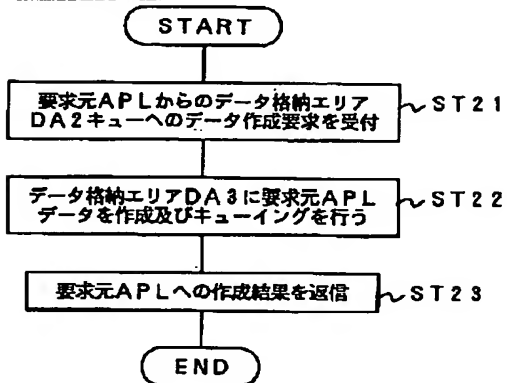 START
要求元APLからのデータ格納エリア
DA2キューへのデータ作成要求を受付
ST21
データ格納エリアDA3に要求元APL
データを作成及びキューイングを行う
ST22
要求元APLへの作成結果を返信
ST23
END